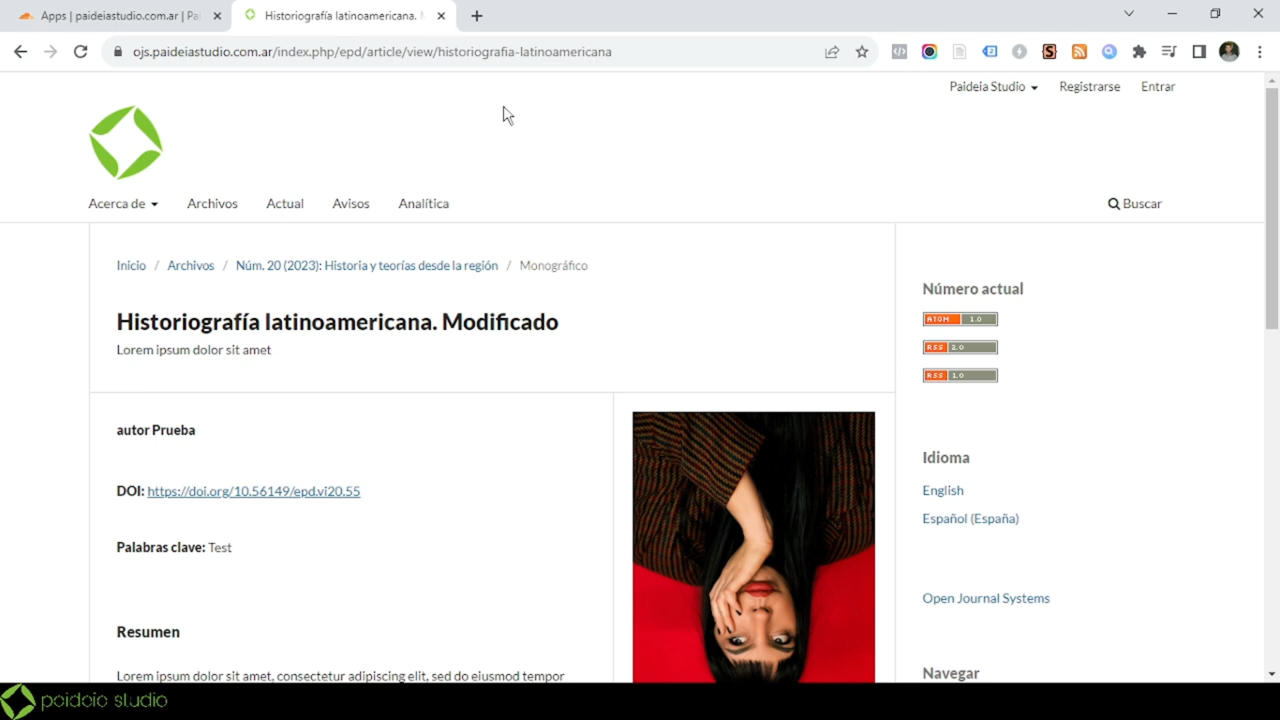 Apps | paideiastudio.com.ar | Pa
Historiografía latinoamericana. M
ojs.paideiastudio.com.ar/index.php/epd/article/view/historiografia-latinoamericana
Paideia Studio
Registrarse
Entrar
Acerca de
Archivos
Actual
Avisos
Analítica
Buscar
Inicio / Archivos / Núm. 20 (2023): Historia y teorías desde la región / Monográfico
Historiografía latinoamericana. Modificado
Lorem ipsum dolor sit amet
autor Prueba
DOI: https://doi.org/10.56149/epd.vi20.55
Palabras clave: Test
Resumen
Lorem ipsum dolor sit amet, consectetur adipiscing elit, sed do eiusmod tempor
Número actual
ATOM 1.0
RSS 2.0
RSS 1.0
Idioma
English
Español (España)
Open Journal Systems
Navegar
paideia studio